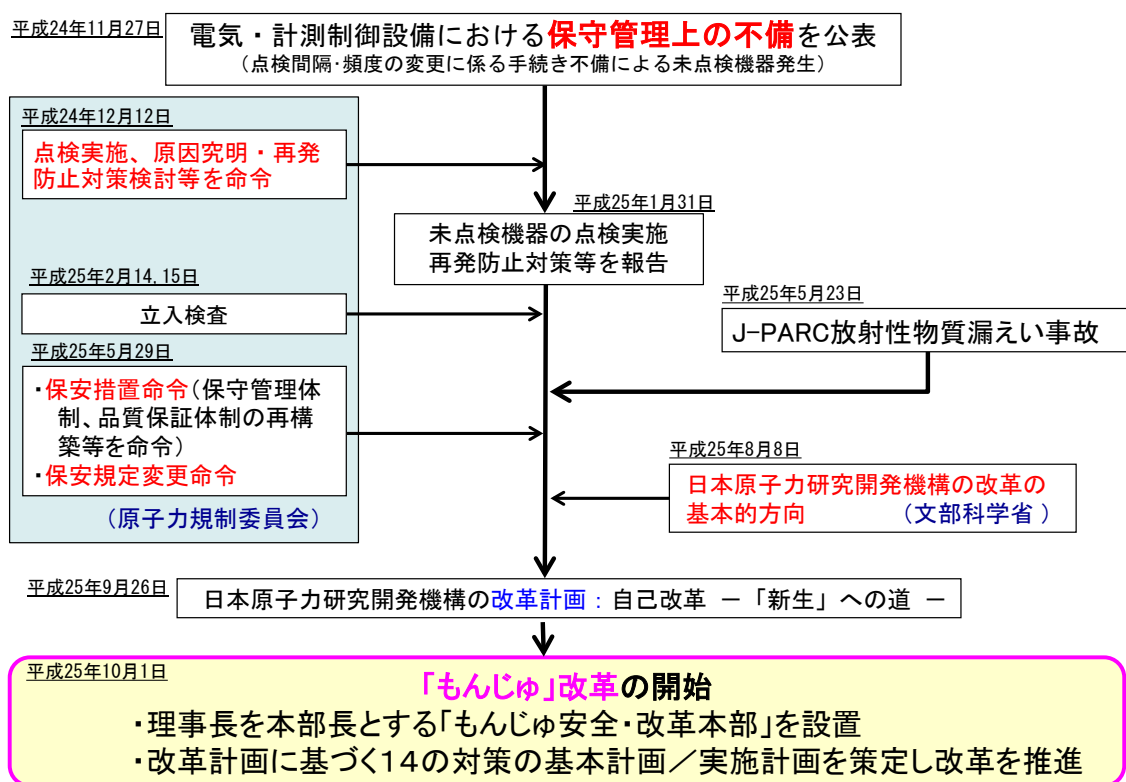 平成24年11月27日
電気・計測制御設備における保守管理上の不備を公表
（点検間隔・頻度の変更に係る手続き不備による未点検機器発生）
平成24年12月12日
点検実施、原因究明・再発
防止対策検討等を命令
平成25年1月31日
未点検機器の点検実施
再発防止対策等を報告
平成25年2月14,15日
立入検査
平成25年5月23日
J-PARC放射性物質漏えい事故
平成25年5月29日
・保安措置命令（保守管理体
制、品質保証体制の再構
築等を命令）
・保安規定変更命令
（原子力規制委員会）
平成25年8月8日
日本原子力研究開発機構の改革の
基本的方向 （文部科学省 ）
平成25年9月26日
日本原子力研究開発機構の改革計画 ： 自己改革 － 「新生」への道 －
平成25年10月1日
「もんじゅ」改革の開始
・理事長を本部長とする「もんじゅ安全・改革本部」を設置
・改革計画に基づく１４の対策の基本計画／実施計画を策定し改革を推進